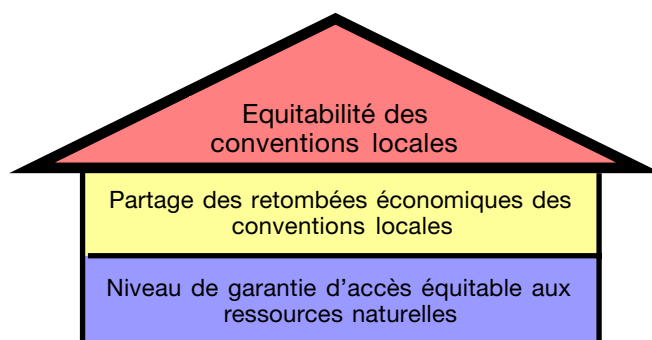 Equitabilité des
conventions locales
Partage des retombées économiques des
conventions locales
Niveau de garantie d'accès équitable aux
ressources naturelles